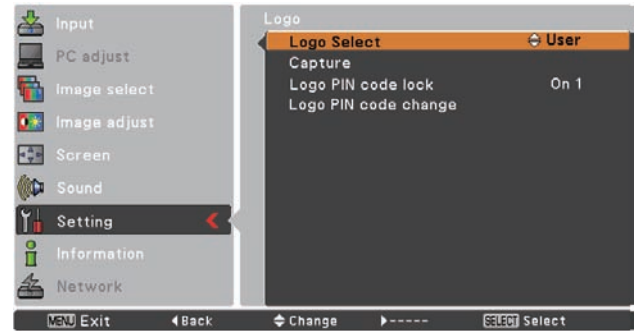 Input
PC adjust
Image select
Image adjust
Screen
Sound
Setting
Information
Network
Logo
Logo Select User
Capture
Logo PIN code lock On 1
Logo PIN code change
MENU Exit Back Change ----- SELECT Select